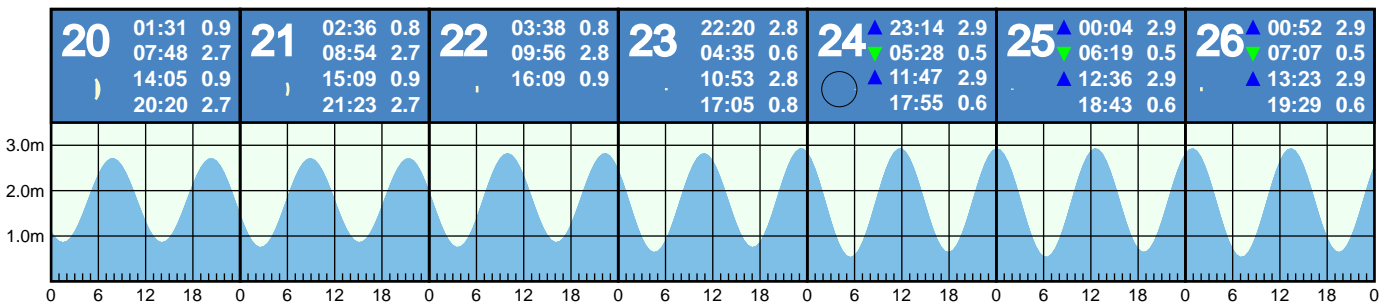 20 01:31 0.9
07:48 2.7
14:05 0.9
20:20 2.7
21 02:36 0.8
08:54 2.7
15:09 0.9
21:23 2.7
22 03:38 0.8
09:56 2.8
16:09 0.9
23 22:20 2.8
04:35 0.6
10:53 2.8
17:05 0.8
24 ▲ 23:14 2.9
▼ 05:28 0.5
▲ 11:47 2.9
17:55 0.6
25 ▲ 00:04 2.9
▼ 06:19 0.5
▲ 12:36 2.9
18:43 0.6
26 ▲ 00:52 2.9
▼ 07:07 0.5
▲ 13:23 2.9
19:29 0.6
3.0m
2.0m
1.0m
0 6 12 18 0 6 12 18 0 6 12 18 0 6 12 18 0 6 12 18 0 6 12 18 0 6 12 18 0